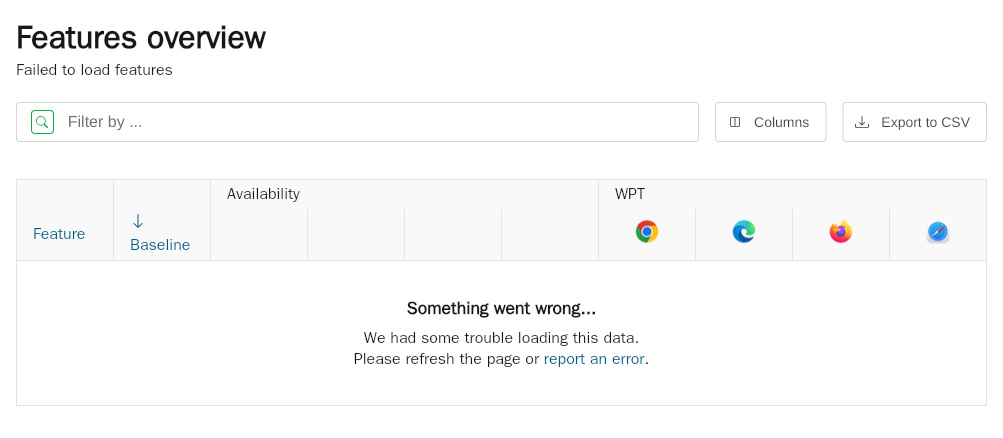 Features overview
Failed to load features
Filter by ...
Columns
Export to CSV
Availability
WPT
Feature
Baseline
Something went wrong...
We had some trouble loading this data.
Please refresh the page or report an error.